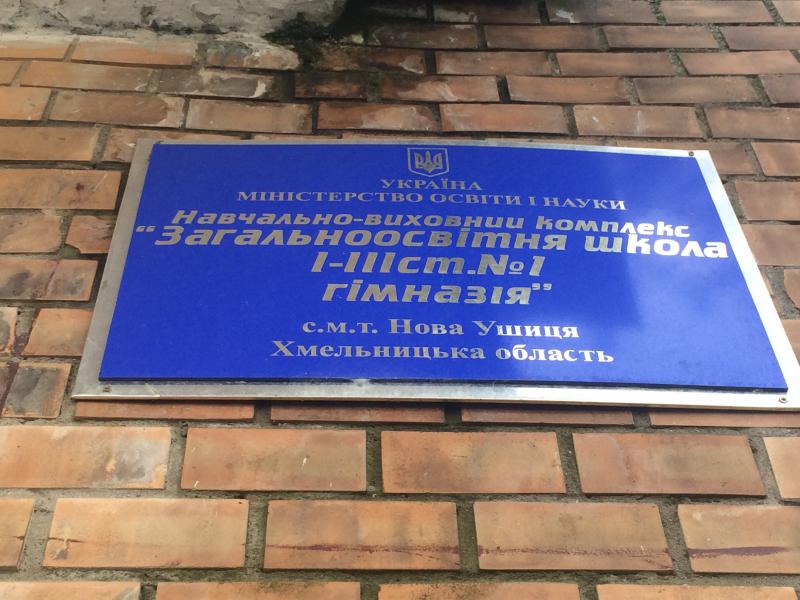 УКРАЇНА
МІНІСТЕРСТВО ОСВІТИ І НАУКИ
Навчально-виховний комплекс
“Загальноосвітня школа
І-ІІІст.№1
гімназія”
с.м.т. Нова Ушиця
Хмельницька область